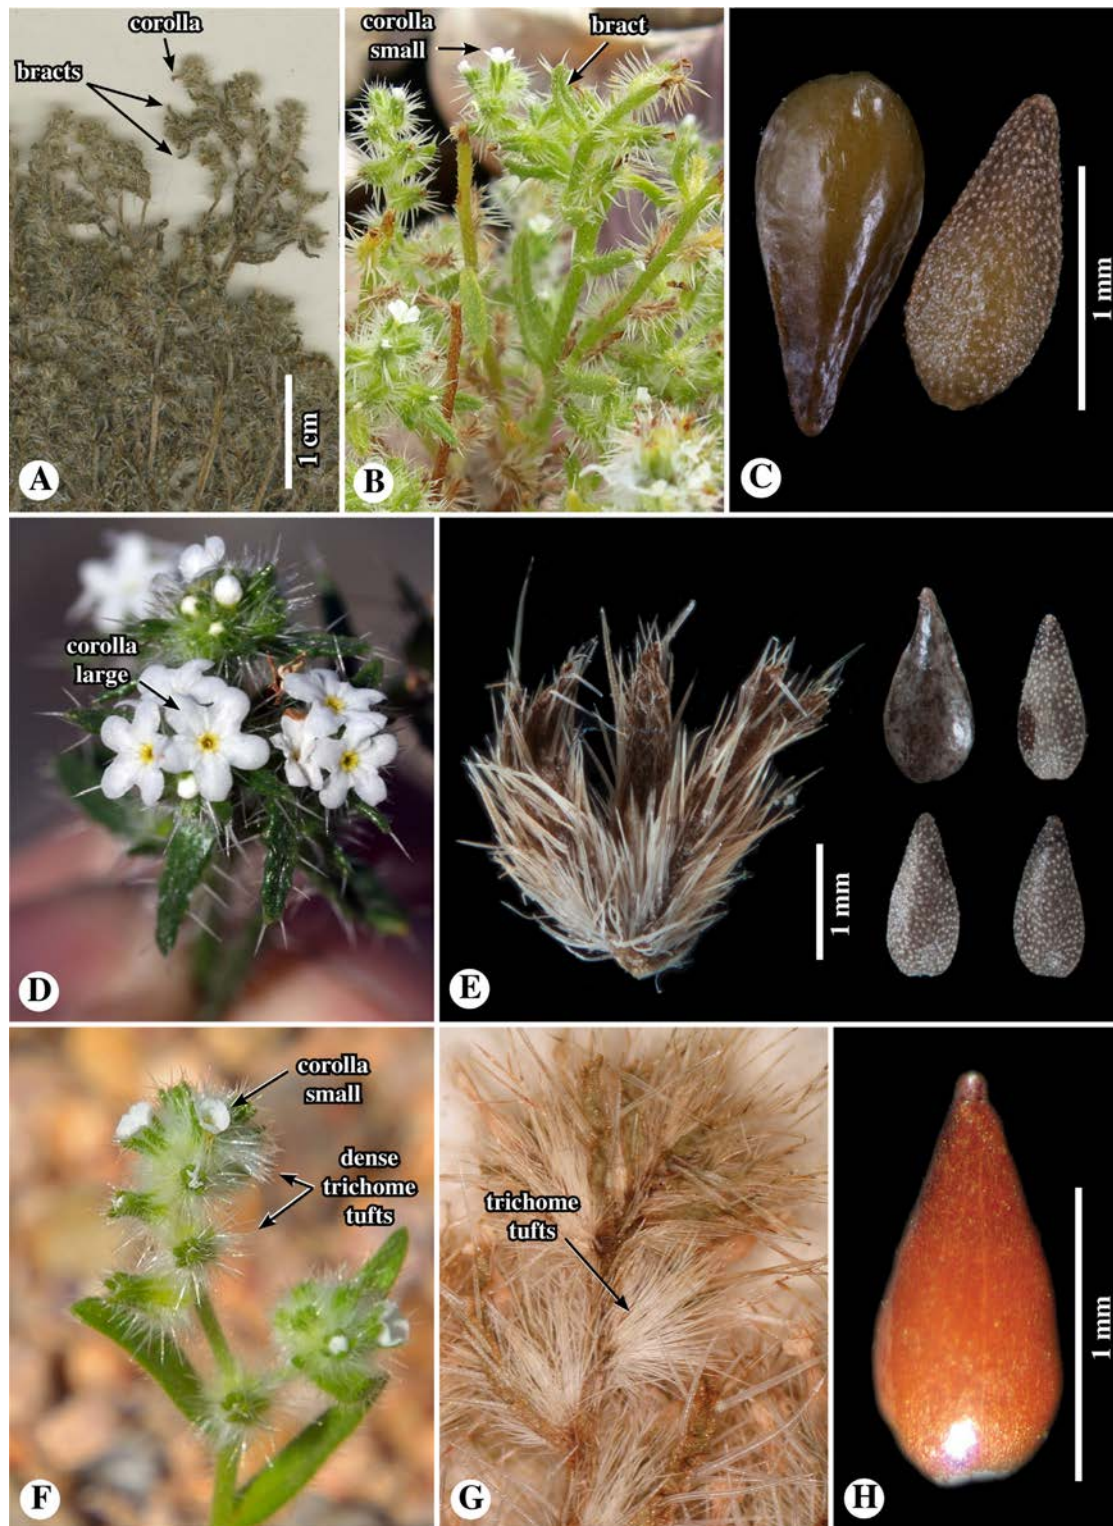 corolla
bracts
1 cm
A
corolla
small
bract
B
1 mm
C
corolla
large
D
1 mm
E
corolla
small
dense
trichome
tufts
F
trichome
tufts
G
1 mm
H